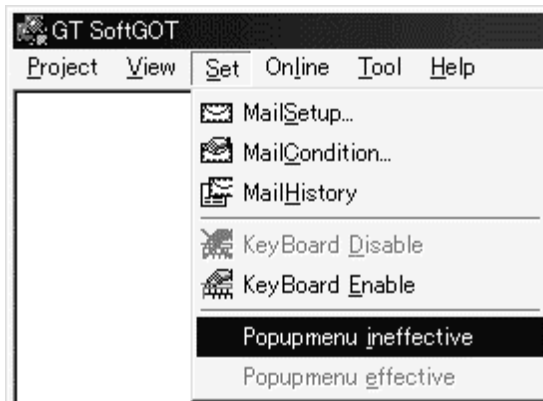 GT SoftGOT
Project View Set Online Tool Help
MailSetup...
MailCondition...
MailHistory
KeyBoard Disable
KeyBoard Enable
Popupmenu ineffective
Popupmenu effective